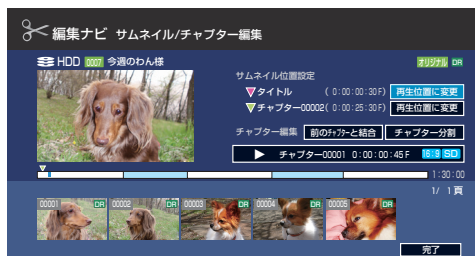 編集ナビ サムネイル/チャプター編集
HDD 0007 今週のわん様
オリジナル DR
サムネイル位置設定
タイトル ( 0:00:00:30F) 再生位置に変更
チャプター00002( 0:00:25:30F) 再生位置に変更
チャプター編集 前のチャプターと結合 チャプター分割
チャプター00001 0:00:00:45F 16:9 SD
1:30:00
1/ 1頁
00001 DR 00002 DR 00003 DR 00004 DR 00005 DR
完了